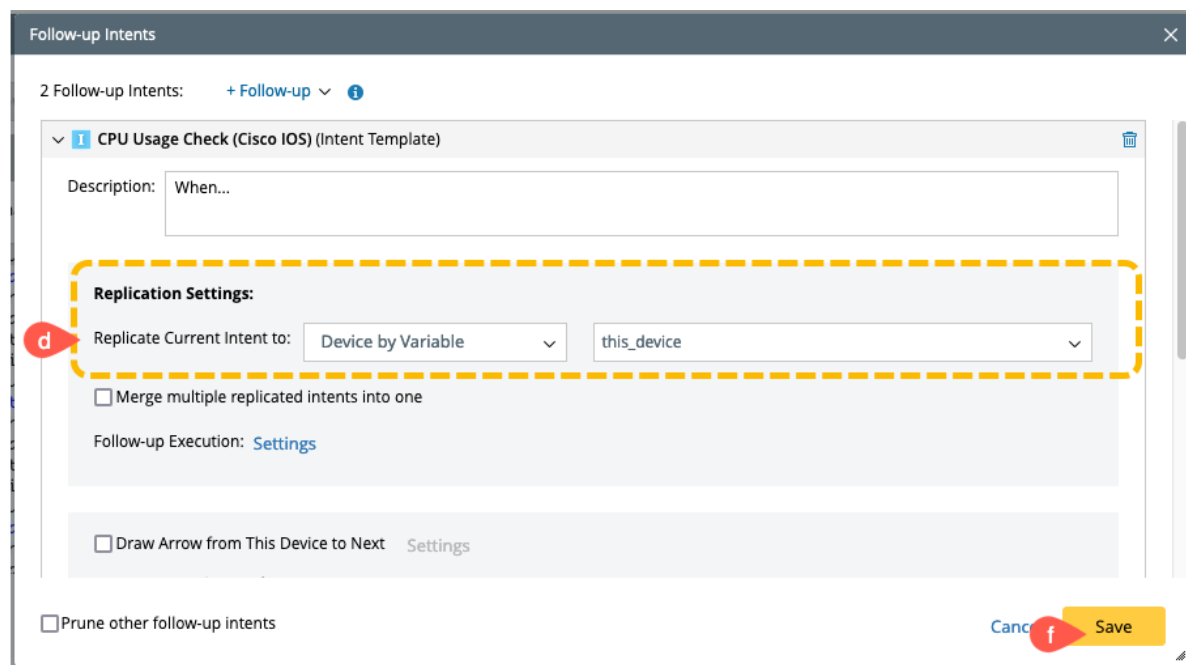 Follow-up Intents
2 Follow-up Intents: + Follow-up
CPU Usage Check (Cisco IOS) (Intent Template)
Description: When...
Replication Settings:
d Replicate Current Intent to: Device by Variable this_device
Merge multiple replicated intents into one
Follow-up Execution: Settings
Draw Arrow from This Device to Next Settings
Prune other follow-up intents Canc f Save